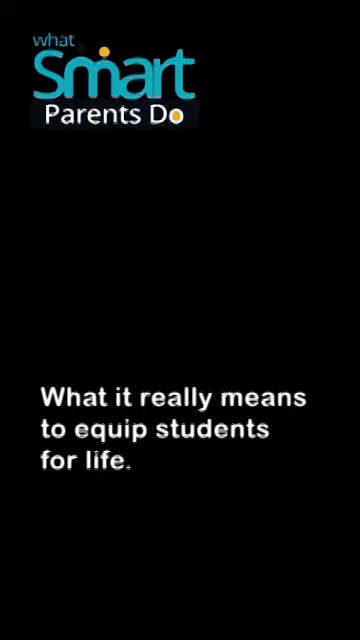 what
Smart
Parents Do
What it really means
to equip students
for life.